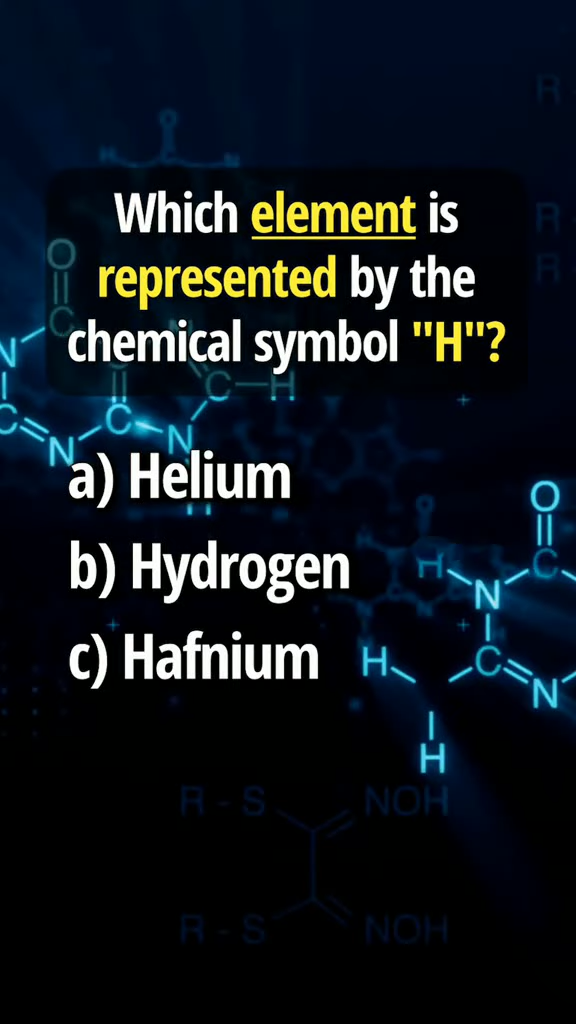 Which element is
represented by the
chemical symbol "H"?
a) Helium
b) Hydrogen
c) Hafnium
O
C
N
C
N
C
N
C
H
O
C
H
N
C
N
H
H
R - S
NOH
R - S
NOH